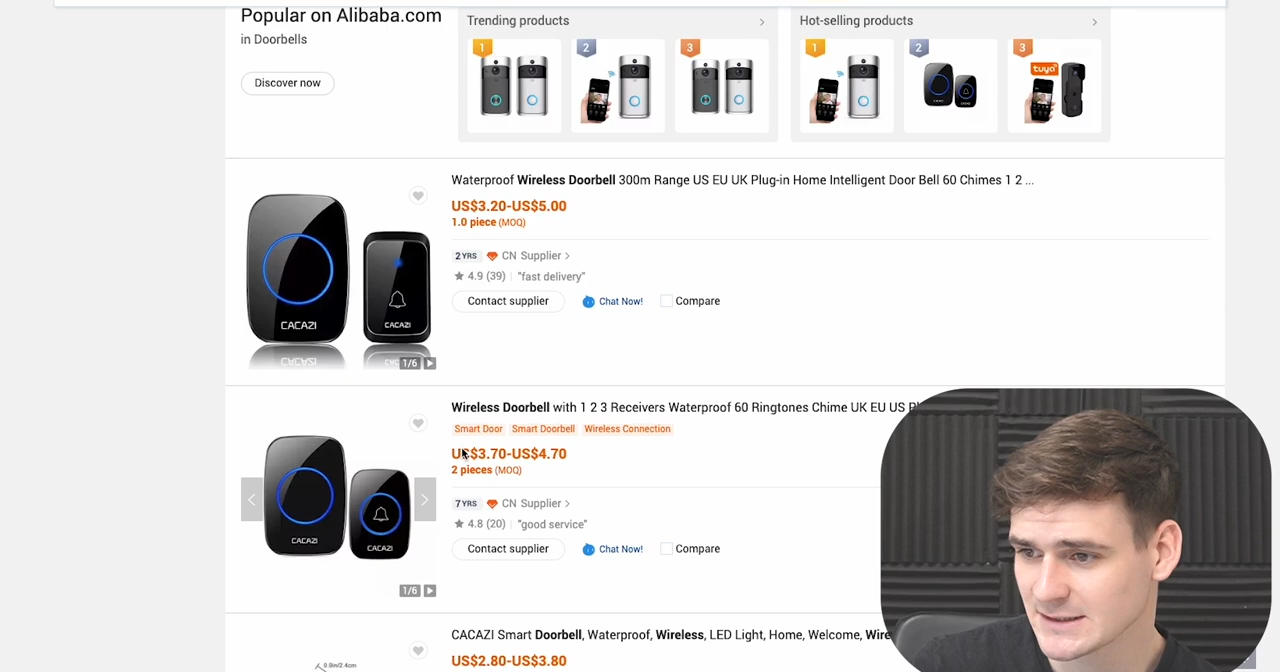 Popular on Alibaba.com
in Doorbells
Discover now
Trending products
1
2
3
Hot-selling products
1
2
3
tuya
Waterproof Wireless Doorbell 300m Range US EU UK Plug-in Home Intelligent Door Bell 60 Chimes 1 2 ...
US$3.20-US$5.00
1.0 piece (MOQ)
2 YRS CN Supplier >
4.9 (39) "fast delivery"
Contact supplier Chat Now! Compare
CACAZI
CACAZI
1/6
Wireless Doorbell with 1 2 3 Receivers Waterproof 60 Ringtones Chime UK EU US
Smart Door Smart Doorbell Wireless Connection
US$3.70-US$4.70
2 pieces (MOQ)
7 YRS CN Supplier >
4.8 (20) "good service"
Contact supplier Chat Now! Compare
CACAZI
CACAZI
1/6
CACAZI Smart Doorbell, Waterproof, Wireless, LED Light, Home, Welcome, Wire
US$2.80-US$3.80
0.9in/2.4cm